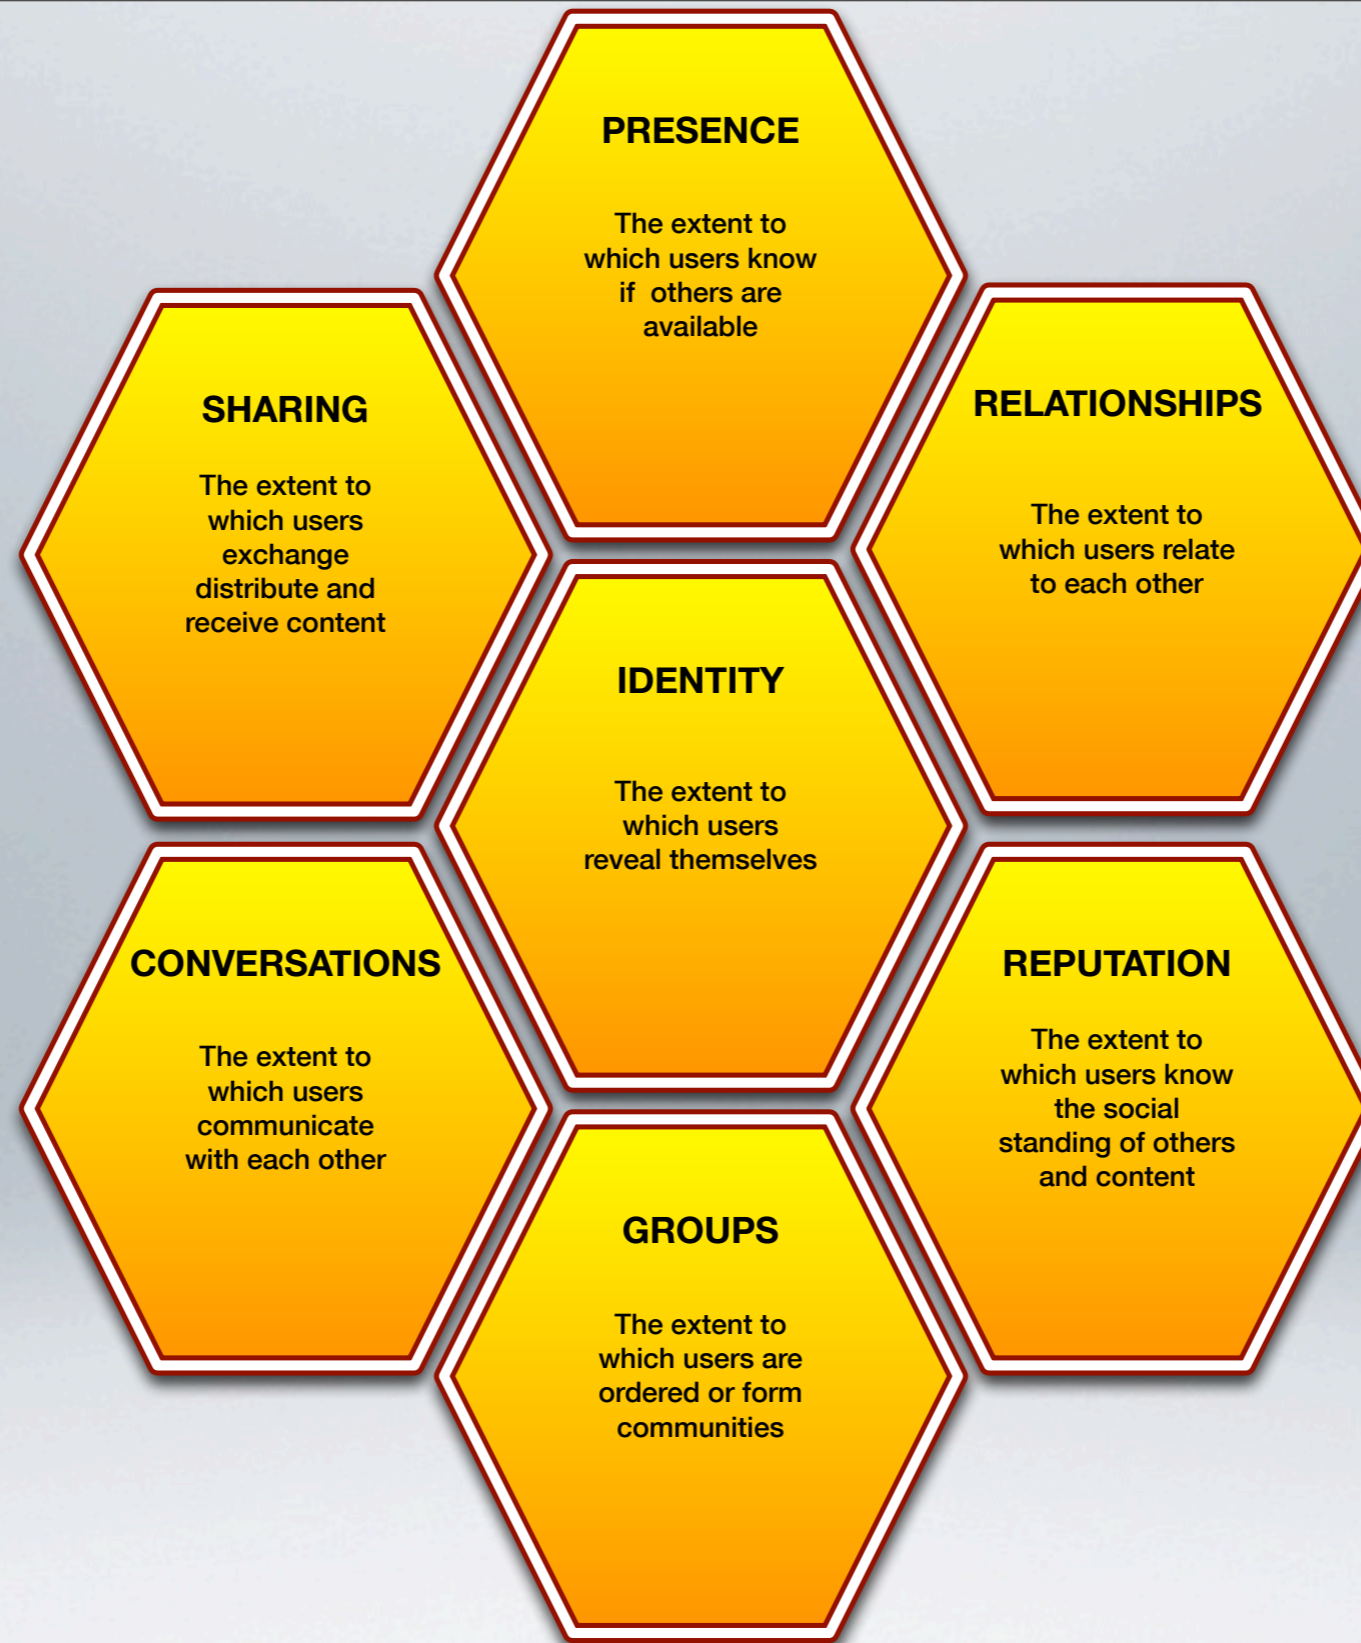 PRESENCE
The extent to
which users know
if  others are
available
SHARING
The extent to
which users
exchange
distribute and
receive content
RELATIONSHIPS
The extent to
which users relate
to each other
IDENTITY
The extent to
which users
reveal themselves
CONVERSATIONS
The extent to
which users
communicate
with each other
REPUTATION
The extent to
which users know
the social
standing of others
and content
GROUPS
The extent to
which users are
ordered or form
communities